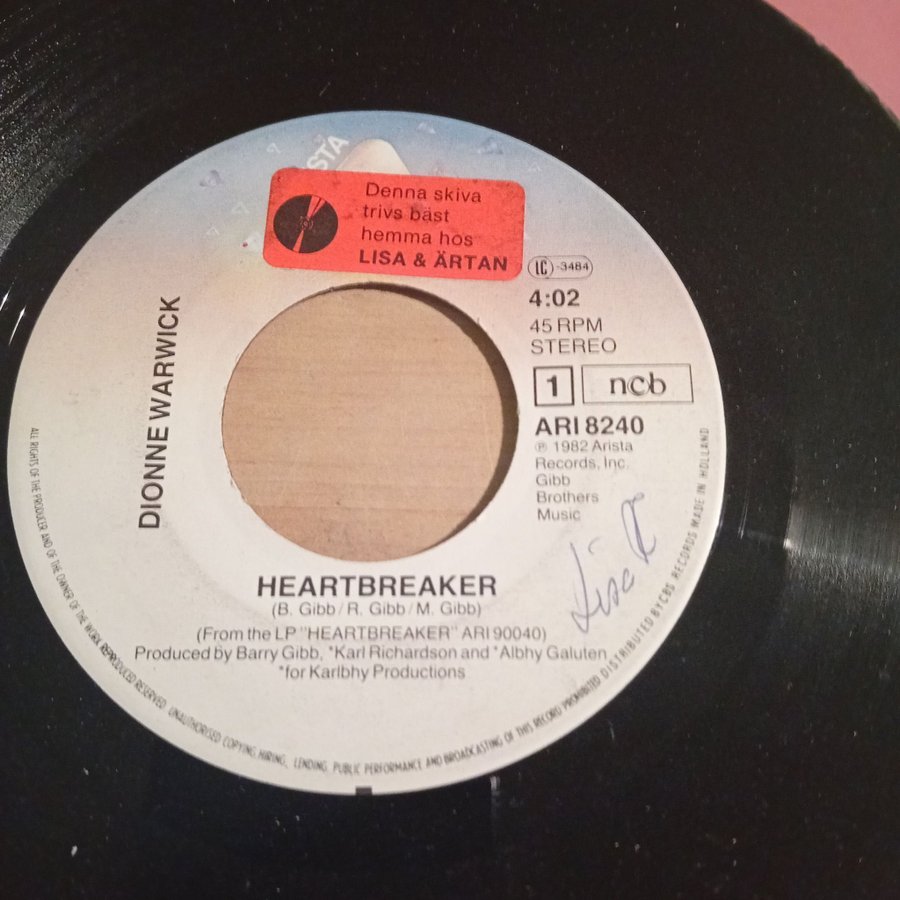 STA
Denna skiva
trivs bäst
hemma hos
LISA & ÄRTAN
LC -3484
4:02
45 RPM
STEREO
1 ncb
ARI 8240
℗ 1982 Arista
Records, Inc.
Gibb
Brothers
Music
DIONNE WARWICK
HEARTBREAKER
(B. Gibb/R. Gibb/M. Gibb)
(From the LP "HEARTBREAKER" ARI 90040)
Produced by Barry Gibb, *Karl Richardson and *Albhy Galuten
*for Karlbhy Productions
Lisa
ALL RIGHTS OF THE PRODUCER AND OF THE OWNER OF THE WORK REPRODUCED RESERVED. UNAUTHORISED COPYING, HIRING, LENDING, PUBLIC PERFORMANCE AND BROADCASTING OF THIS RECORD PROHIBITED DISTRIBUTED BY CBS RECORDS MADE IN HOLLAND